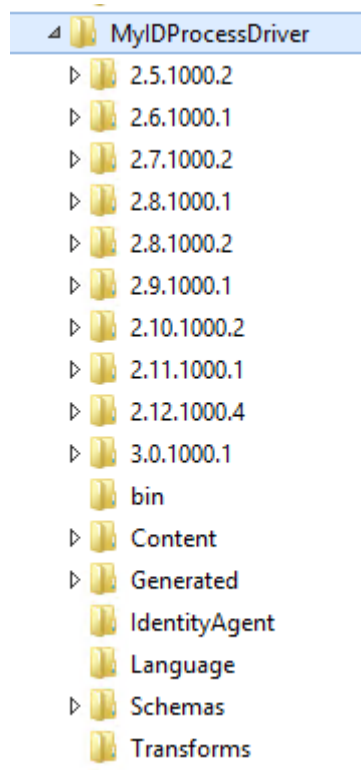 MyIDProcessDriver
2.5.1000.2
2.6.1000.1
2.7.1000.2
2.8.1000.1
2.8.1000.2
2.9.1000.1
2.10.1000.2
2.11.1000.1
2.12.1000.4
3.0.1000.1
bin
Content
Generated
IdentityAgent
Language
Schemas
Transforms